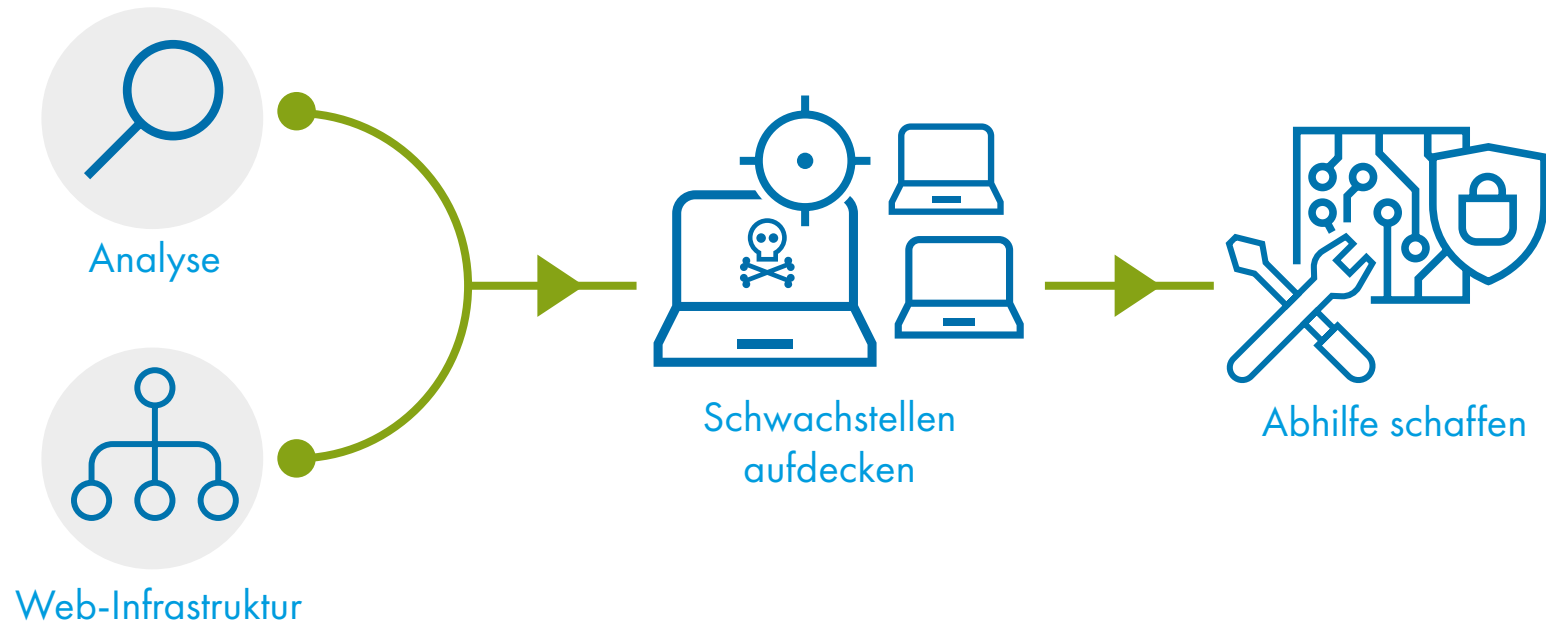 Analyse
Web-Infrastruktur
Schwachstellen
aufdecken
Abhilfe schaffen